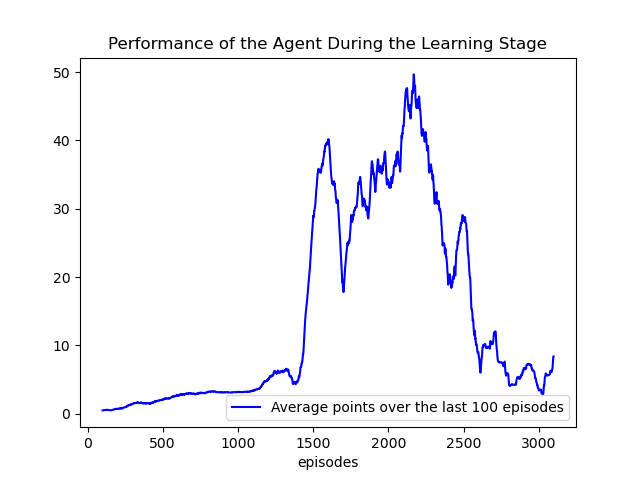 Performance of the Agent During the Learning Stage
50
40
30
20
10
0
Average points over the last 100 episodes
0 500 1000 1500 2000 2500 3000
episodes